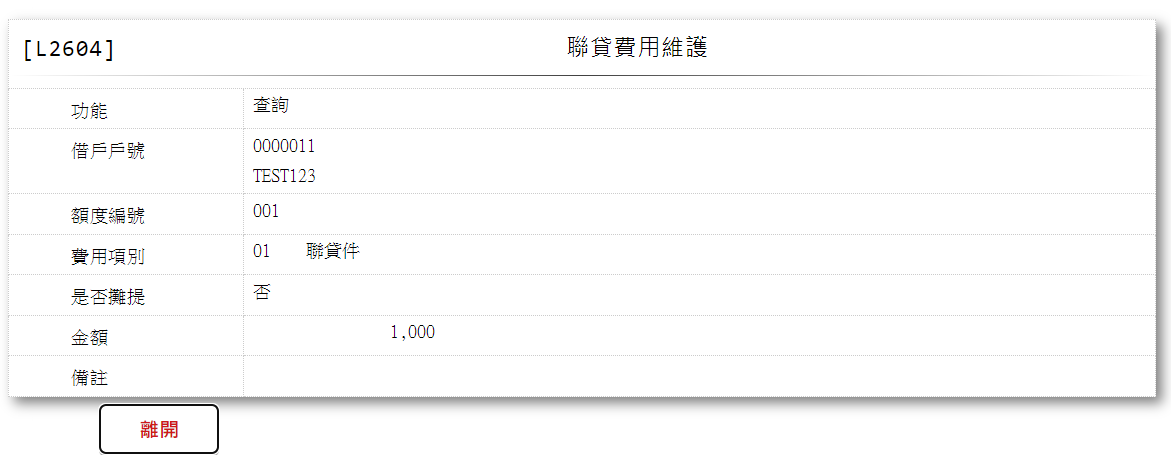 [L2604] 聯貸費用維護
功能 查詢
借戶戶號 0000011
TEST123
額度編號 001
費用項別 01 聯貸件
是否攤提 否
金額 1,000
備註
離開